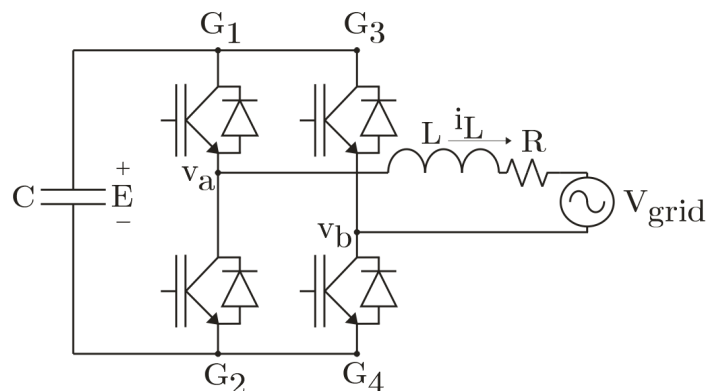 G1 G3
L iL R
va
C + E − Vgrid
vb
G2 G4